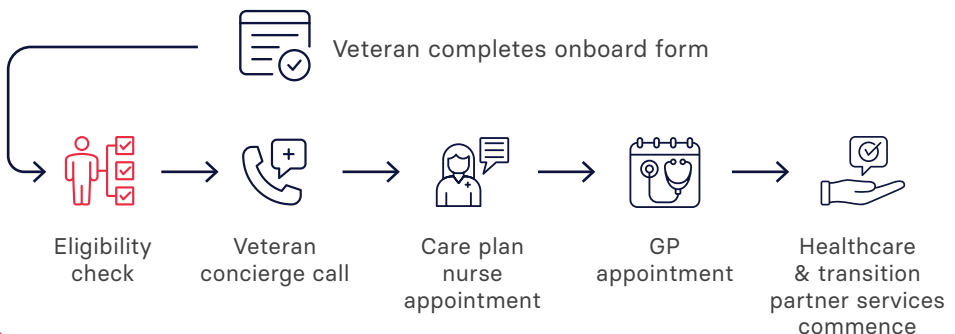 Veteran completes onboard form
Eligibility
check
Veteran
concierge call
Care plan
nurse
appointment
GP
appointment
Healthcare
& transition
partner services
commence